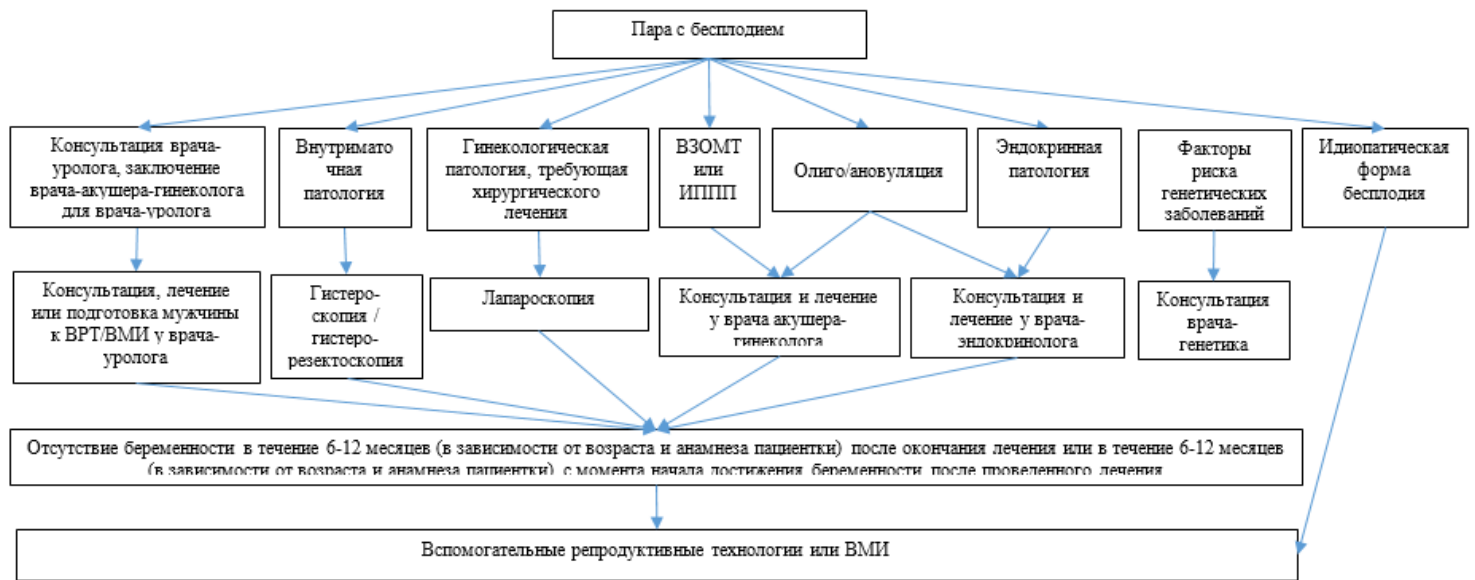 Пара с бесплодием
Консультация врача-
уролога, заключение
врача-акушера-гинеколога
для врача-уролога
Внутримато
чная
патология
Гинекологическая
патология, требующая
хирургического
лечения
ВЗОМТ
или
ИППП
Олиго/ановуляция
Эндокринная
патология
Факторы
риска
генетических
заболеваний
Идиопатическая
форма
бесплодия
Консультация, лечение
или подготовка мужчины
к ВРТ/ВМИ у врача-
уролога
Гистеро-
скопия /
гистеро-
резектоскопия
Лапароскопия
Консультация и лечение
у врача акушера-
гинеколога
Консультация и
лечение у врача-
эндокринолога
Консультация
врача-
генетика
Отсутствие беременности в течение 6-12 месяцев (в зависимости от возраста и анамнеза пациентки) после окончания лечения или в течение 6-12 месяцев
(в зависимости от возраста и анамнеза пациентки) с момента начала достижения беременности после проведенного лечения
Вспомогательные репродуктивные технологии или ВМИ